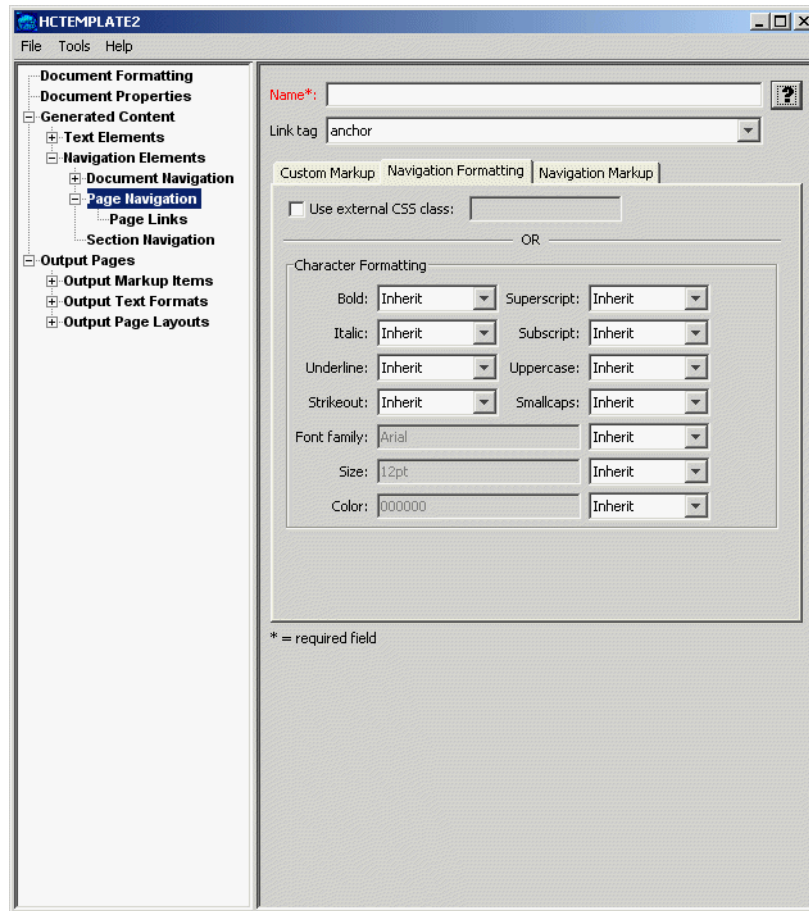 HCTEMPLATE2
File Tools Help
Document Formatting
Document Properties
Generated Content
Text Elements
Navigation Elements
Document Navigation
Page Navigation
Page Links
Section Navigation
Output Pages
Output Markup Items
Output Text Formats
Output Page Layouts
Name*: ?
Link tag anchor
Custom Markup Navigation Formatting Navigation Markup
Use external CSS class:
OR
Character Formatting
Bold: Inherit Superscript: Inherit
Italic: Inherit Subscript: Inherit
Underline: Inherit Uppercase: Inherit
Strikeout: Inherit Smallcaps: Inherit
Font family: Arial Inherit
Size: 12pt Inherit
Color: 000000 Inherit
* = required field